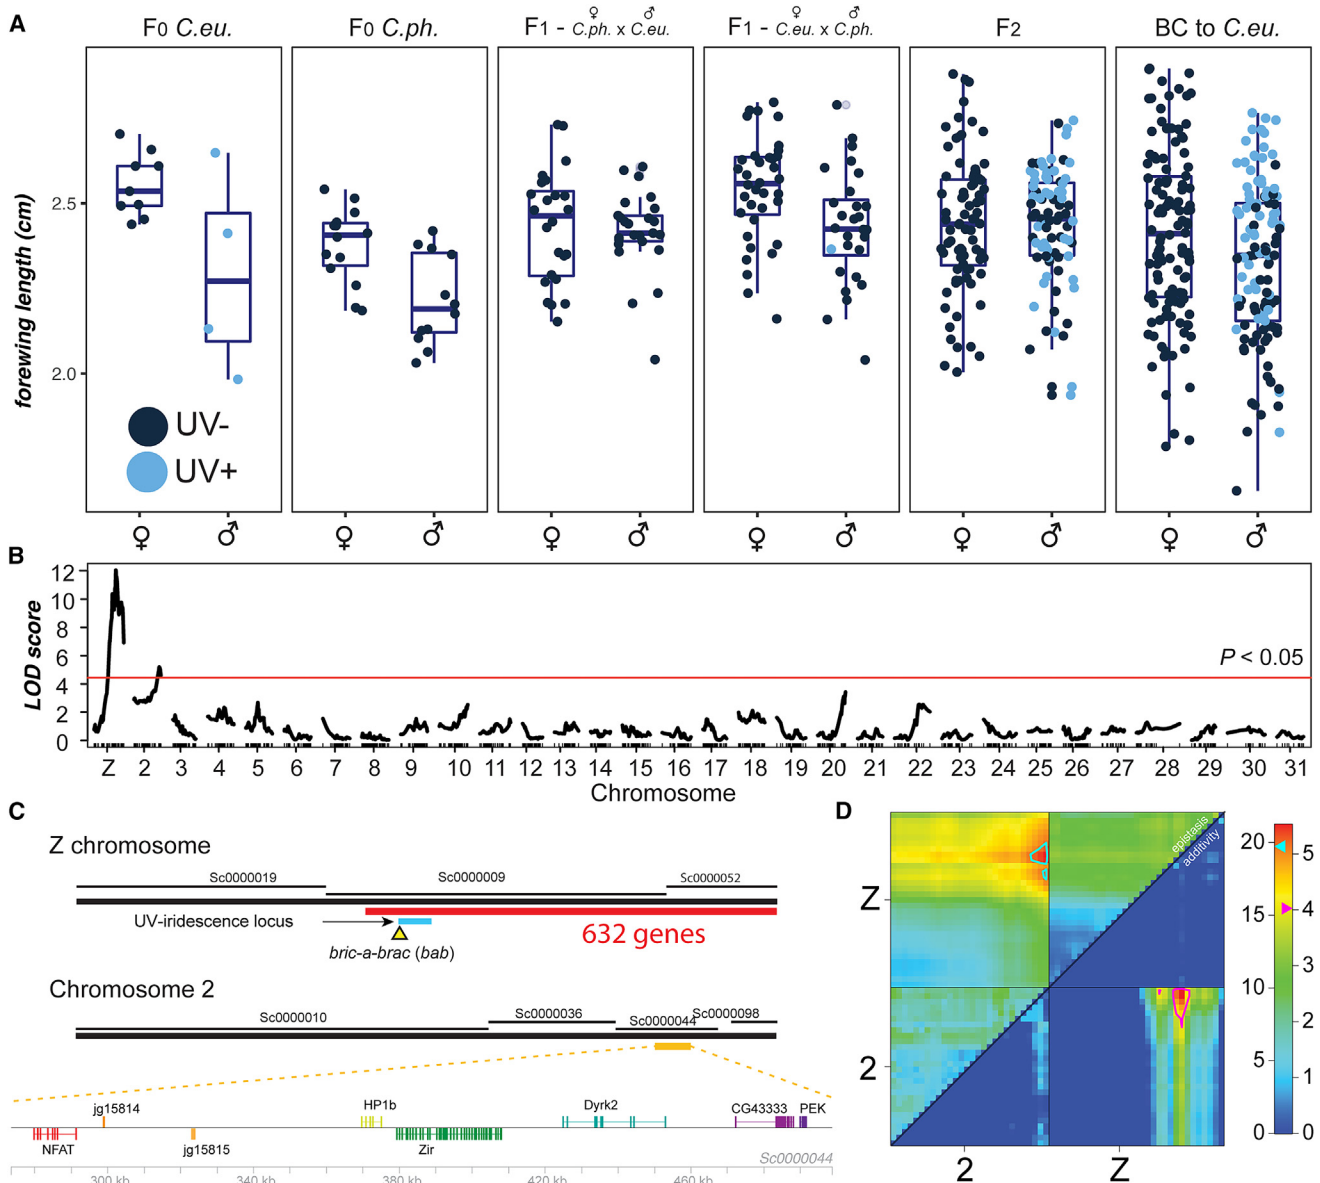 A
F0 C.eu.
F0 C.ph.
F1 - ♀ C.ph. x ♂ C.eu.
F1 - ♀ C.eu. x ♂ C.ph.
F2
BC to C.eu.
forewing length (cm)
2.5
2.0
UV-
UV+
♀ ♂ ♀ ♂ ♀ ♂ ♀ ♂ ♀ ♂ ♀ ♂
B
LOD score
12
10
8
6
4
2
0
P < 0.05
Z 2 3 4 5 6 7 8 9 10 11 12 13 14 15 16 17 18 19 20 21 22 23 24 25 26 27 28 29 30 31
Chromosome
C
Z chromosome
Sc0000019 Sc0000009 Sc0000052
UV-iridescence locus
632 genes
bric-a-brac (bab)
Chromosome 2
Sc0000010 Sc0000036 Sc0000044 Sc0000098
jg15814 HP1b Dyrk2 CG43333 PEK
NFAT jg15815 Zir
Sc0000044
300 kb 340 kb 380 kb 420 kb 460 kb
D
epistasis
additivity
Z
2
2 Z
20
15
10
5
0
5
4
3
2
1
0